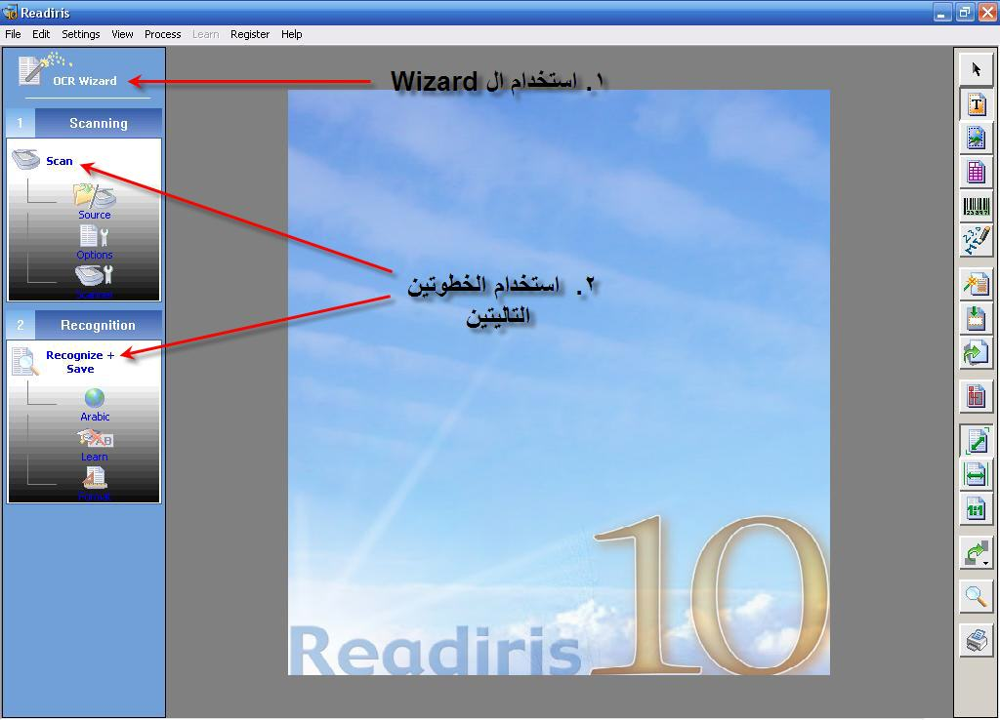 Readiris
File Edit Settings View Process Learn Register Help
OCR Wizard
١. استخدام ال Wizard
1 Scanning
Scan
Source
Options
Scanner
٢. استخدام الخطوتين
التاليتين
2 Recognition
Recognize +
Save
Arabic
Learn
Format
Readiris 10